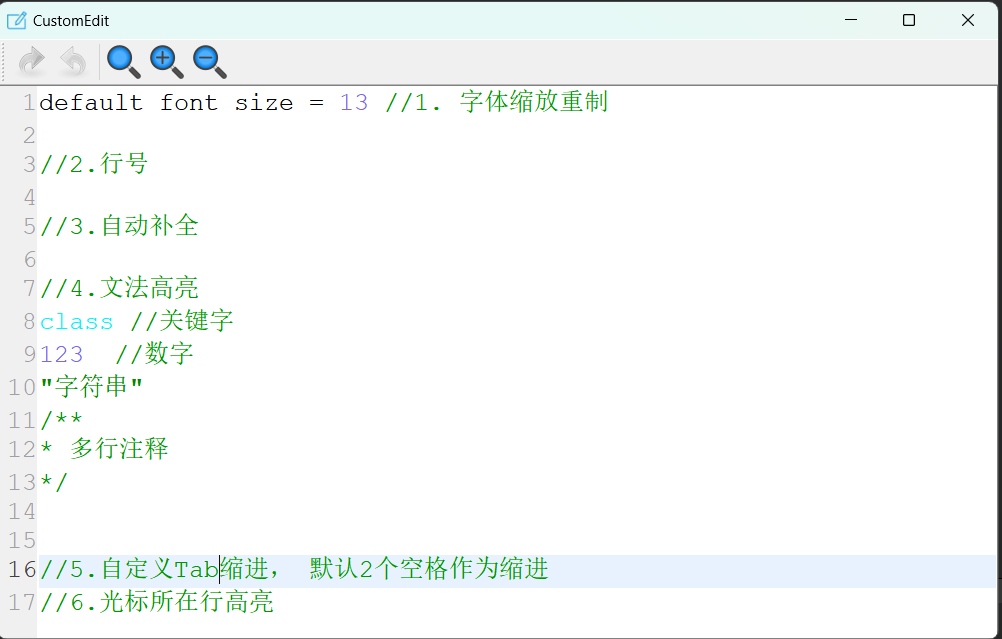 CustomEdit
1 default font size = 13 //1. 字体缩放重制
2
3 //2.行号
4
5 //3.自动补全
6
7 //4.文法高亮
8 class //关键字
9 123  //数字
10 "字符串"
11 /**
12 * 多行注释
13 */
14
15
16 //5.自定义Tab缩进， 默认2个空格作为缩进
17 //6.光标所在行高亮